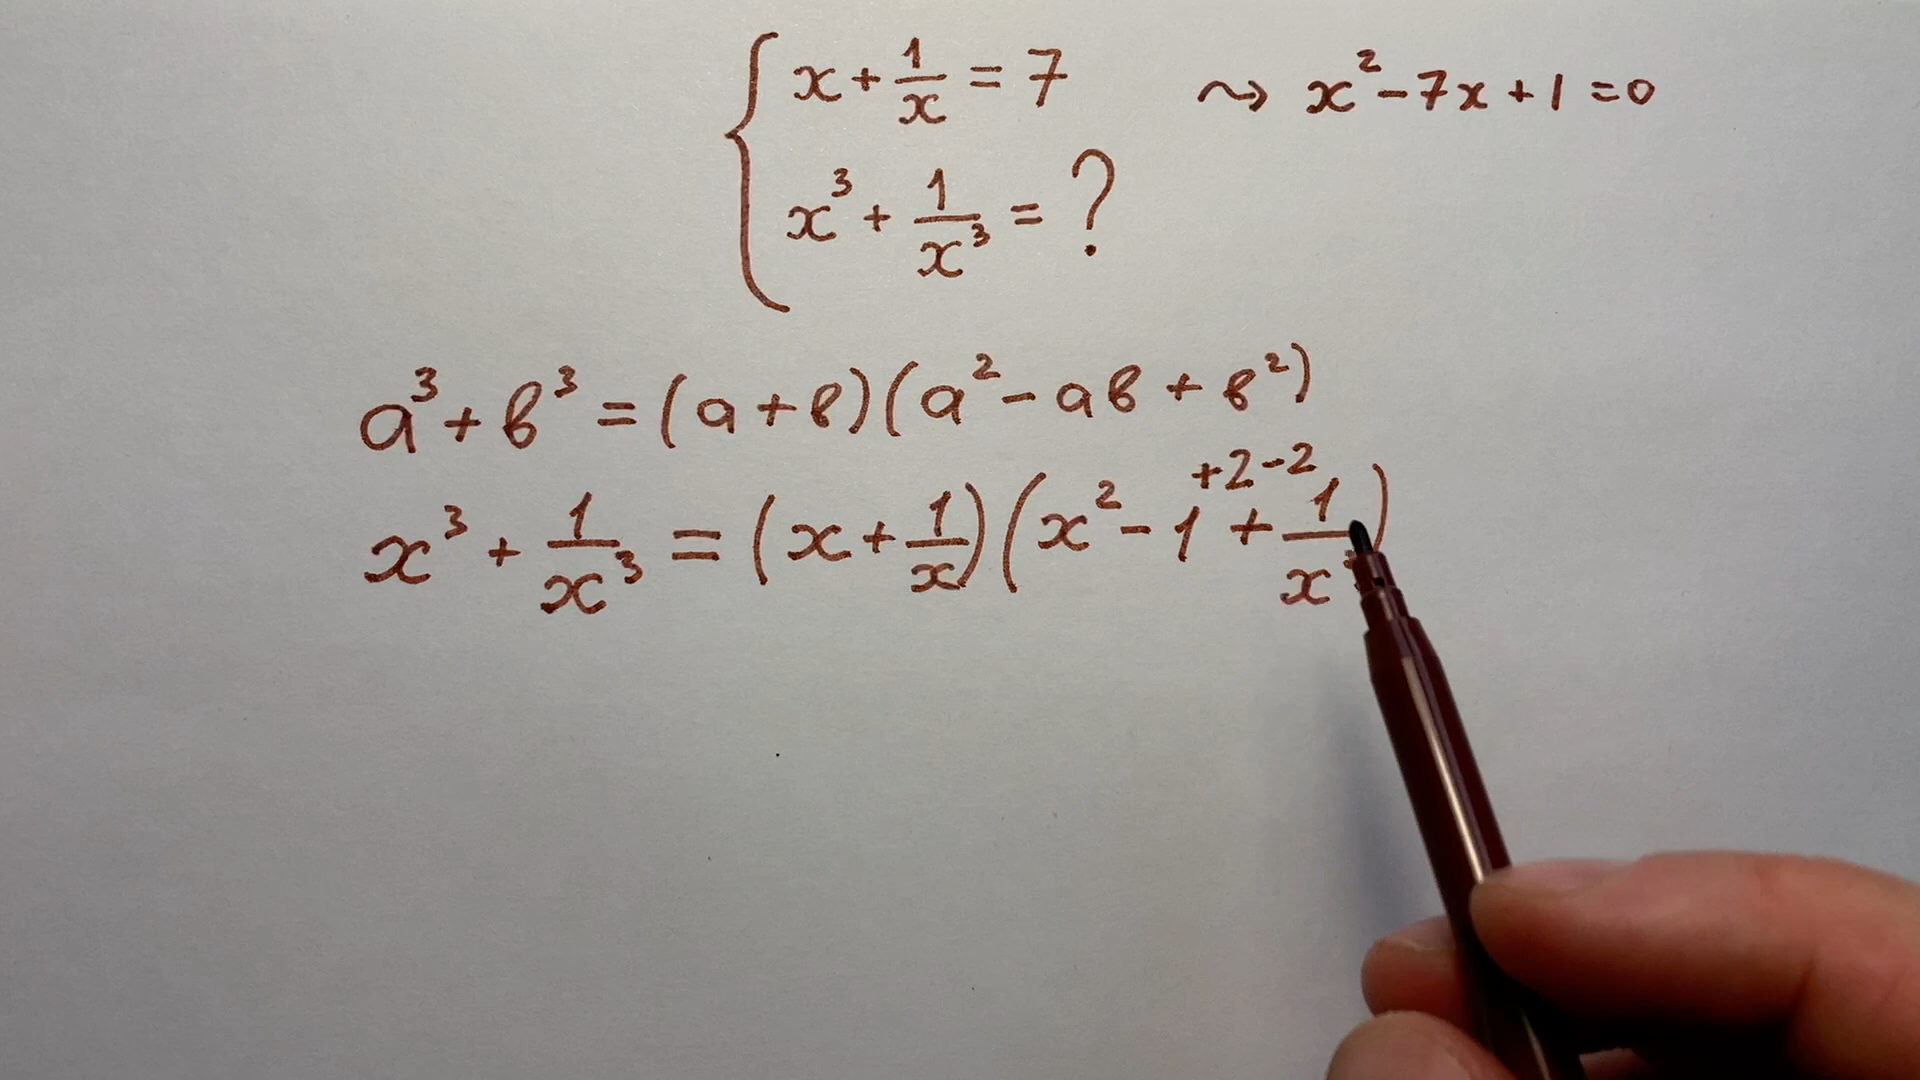 x + 1/x = 7 ⇝ x² - 7x + 1 = 0
x³ + 1/x³ = ?
a³ + b³ = (a + b)(a² - ab + b²)
+2 -2
x³ + 1/x³ = (x + 1/x)(x² - 1 + 1/x²)